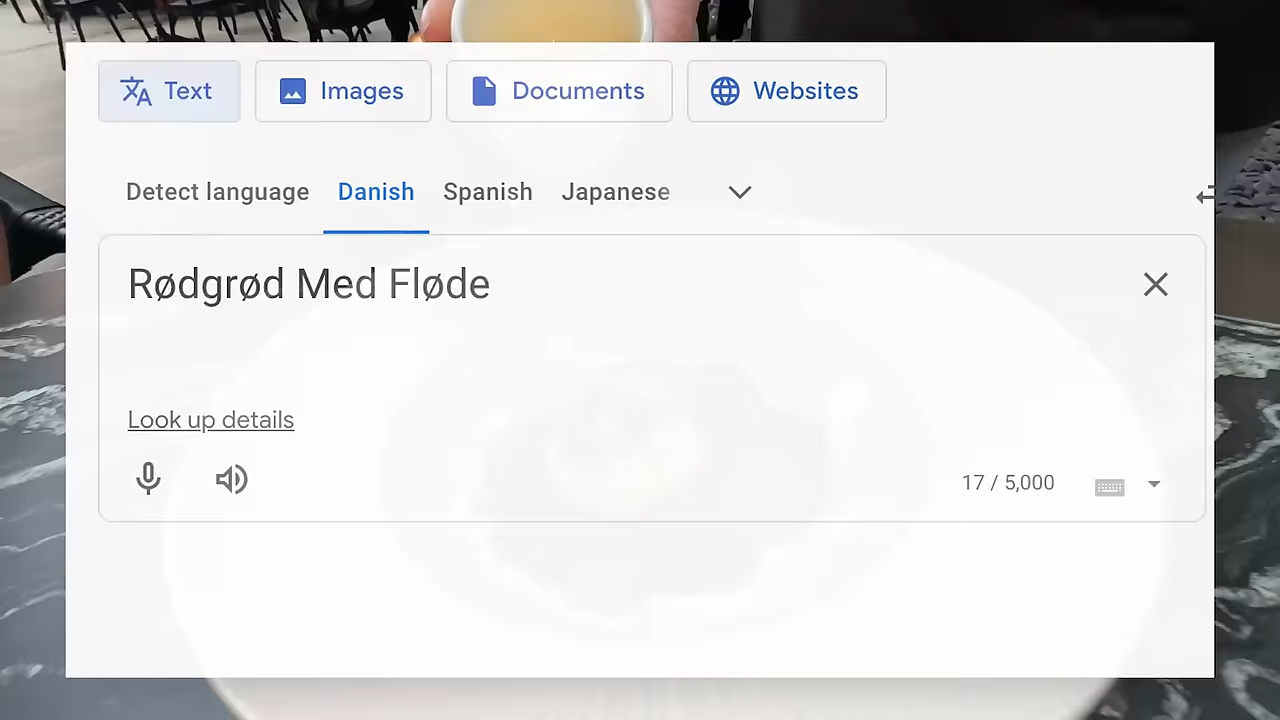 Text Images Documents Websites
Detect language Danish Spanish Japanese
Rødgrød Med Fløde
Look up details
17 / 5,000